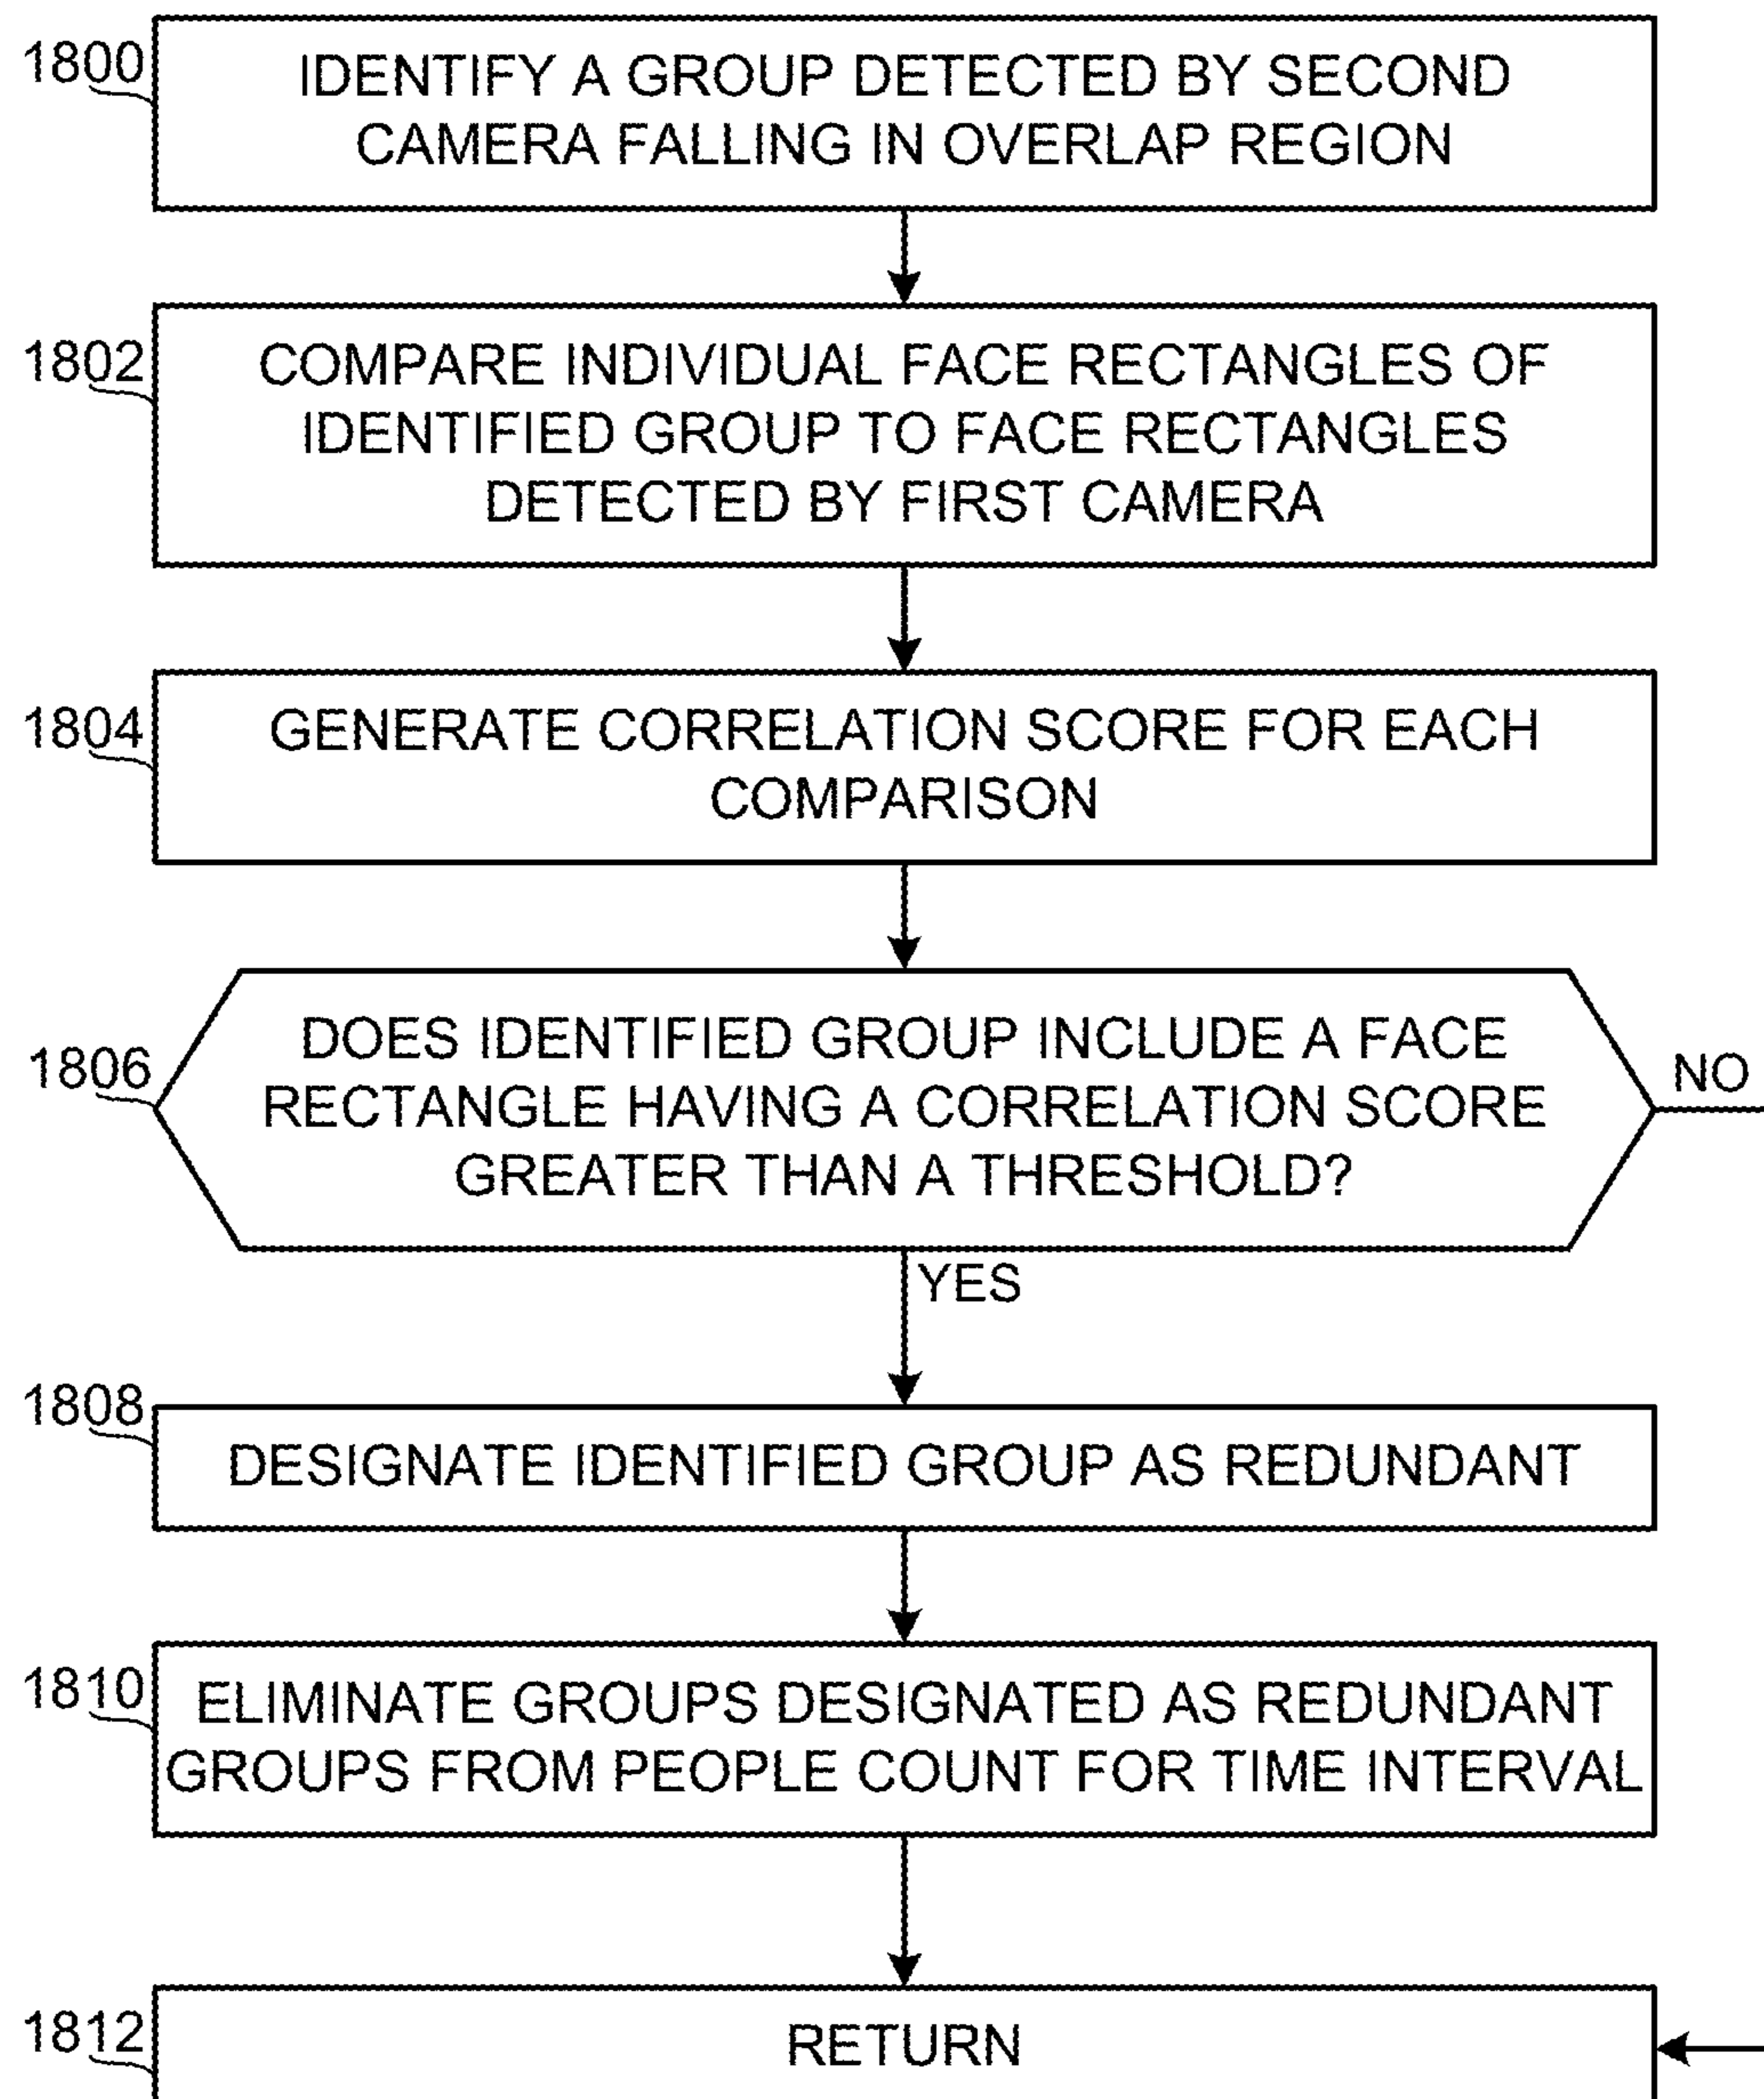 1800
IDENTIFY A GROUP DETECTED BY SECOND
CAMERA FALLING IN OVERLAP REGION
1802
COMPARE INDIVIDUAL FACE RECTANGLES OF
IDENTIFIED GROUP TO FACE RECTANGLES
DETECTED BY FIRST CAMERA
1804
GENERATE CORRELATION SCORE FOR EACH
COMPARISON
1806
DOES IDENTIFIED GROUP INCLUDE A FACE
RECTANGLE HAVING A CORRELATION SCORE
GREATER THAN A THRESHOLD?
NO
YES
1808
DESIGNATE IDENTIFIED GROUP AS REDUNDANT
1810
ELIMINATE GROUPS DESIGNATED AS REDUNDANT
GROUPS FROM PEOPLE COUNT FOR TIME INTERVAL
1812
RETURN